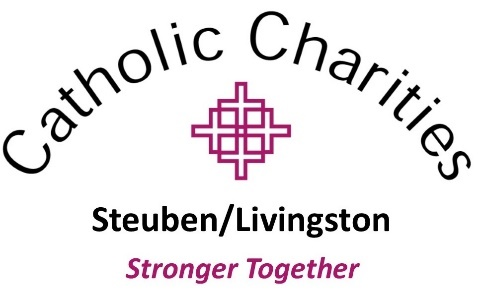 Catholic Charities
Steuben/Livingston
Stronger Together